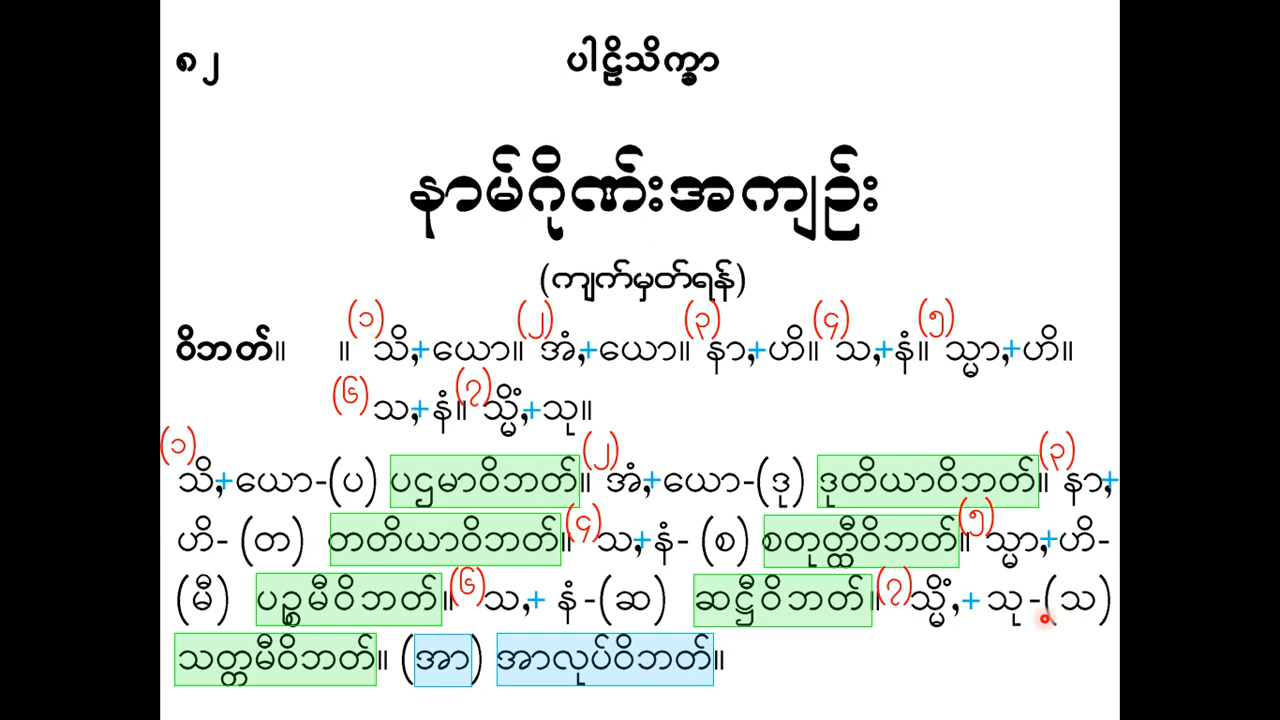 ၈၂ ပါဠိသိက္ခာ
နာမ်ဂိုဏ်းအကျဉ်း
(ကျက်မှတ်ရန်)
ဝိဘတ်။ ။ (၁) သိ,+ယော။ (၂) အံ,+ယော။ (၃) နာ,+ဟိ။ (၄) သ,+နံ။ (၅) သ္မာ,+ဟိ။
(၆) သ,+နံ။ (၇) သ္မိံ,+သု။
(၁) သိ,+ယော-(ပ) ပဌမာဝိဘတ်။ (၂) အံ,+ယော-(ဒု) ဒုတိယာဝိဘတ်။ (၃) နာ,+
ဟိ- (တ) တတိယာဝိဘတ်။ (၄) သ,+နံ- (စ) စတုတ္ထီဝိဘတ်။ (၅) သ္မာ,+ဟိ-
(မီ) ပဉ္စမီဝိဘတ်။ (၆) သ,+ နံ-(ဆ) ဆဋ္ဌီဝိဘတ်။ (၇) သ္မိံ,+ သု-(သ)
သတ္တမီဝိဘတ်။ (အာ) အာလုပ်ဝိဘတ်။